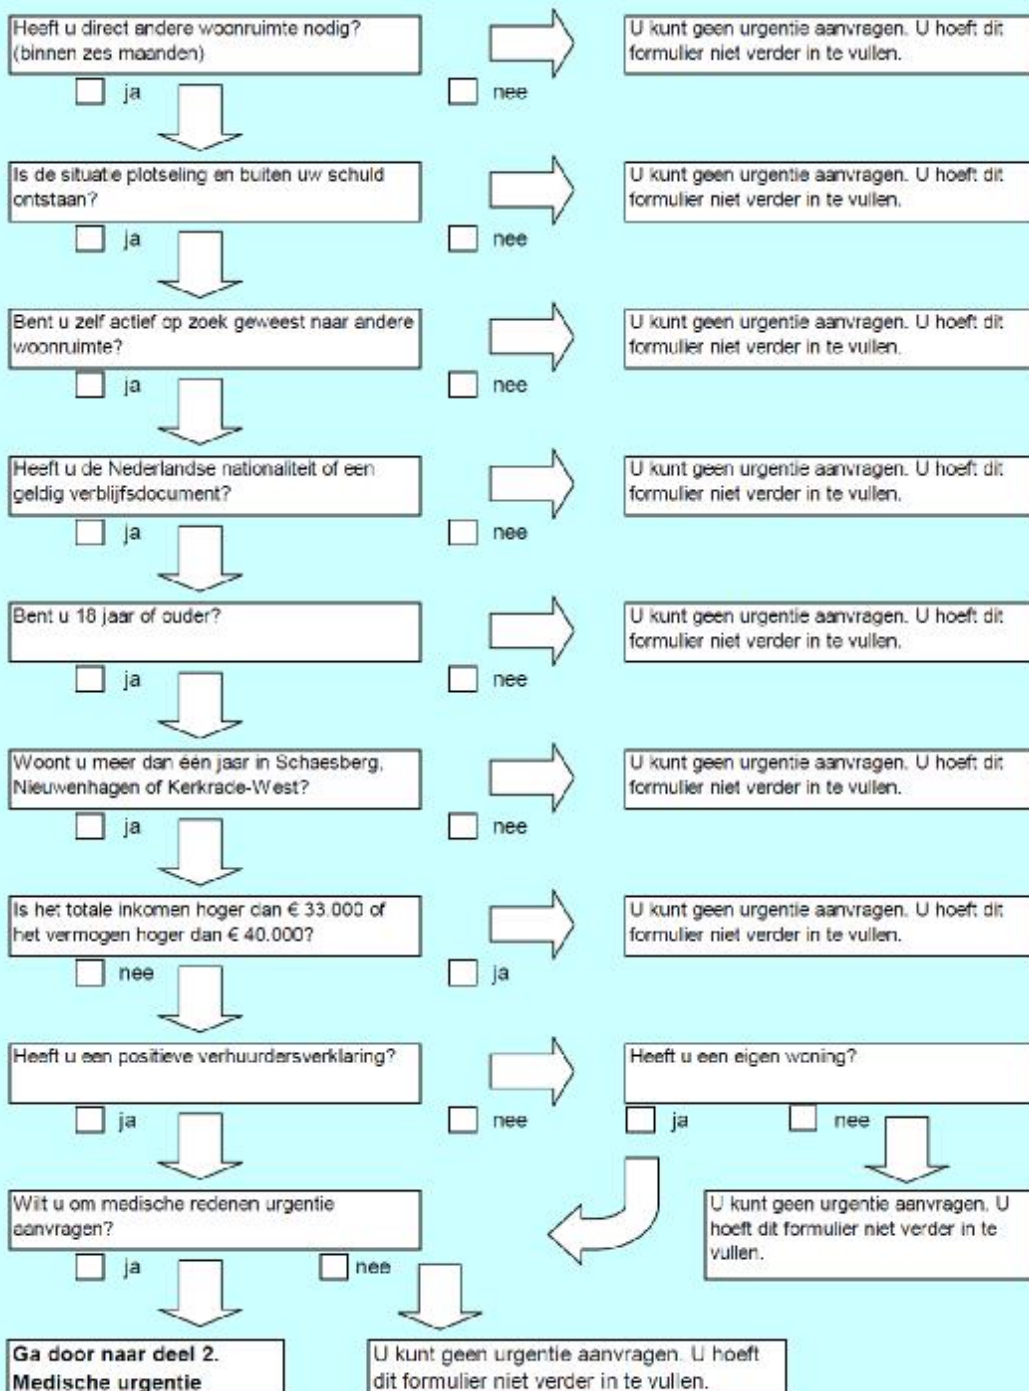 Heeft u direct andere woonruimte nodig?
(binnen zes maanden)
U kunt geen urgentie aanvragen. U hoeft dit
formulier niet verder in te vullen.
ja
nee
Is de situatie plotseling en buiten uw schuld
ontstaan?
U kunt geen urgentie aanvragen. U hoeft dit
formulier niet verder in te vullen.
ja
nee
Bent u zelf actief op zoek geweest naar andere
woonruimte?
U kunt geen urgentie aanvragen. U hoeft dit
formulier niet verder in te vullen.
ja
nee
Heeft u de Nederlandse nationaliteit of een
geldig verblijfsdocument?
U kunt geen urgentie aanvragen. U hoeft dit
formulier niet verder in te vullen.
ja
nee
Bent u 18 jaar of ouder?
U kunt geen urgentie aanvragen. U hoeft dit
formulier niet verder in te vullen.
ja
nee
Woont u meer dan één jaar in Schaesberg,
Nieuwenhagen of Kerkrade-West?
U kunt geen urgentie aanvragen. U hoeft dit
formulier niet verder in te vullen.
ja
nee
Is het totale inkomen hoger dan € 33.000 of
het vermogen hoger dan € 40.000?
U kunt geen urgentie aanvragen. U hoeft dit
formulier niet verder in te vullen.
nee
ja
Heeft u een positieve verhuurdersverklaring?
Heeft u een eigen woning?
ja
nee
ja
nee
Wilt u om medische redenen urgentie
aanvragen?
U kunt geen urgentie aanvragen. U
hoeft dit formulier niet verder in te
vullen.
ja
nee
Ga door naar deel 2.
Medische urgentie
U kunt geen urgentie aanvragen. U hoeft
dit formulier niet verder in te vullen.